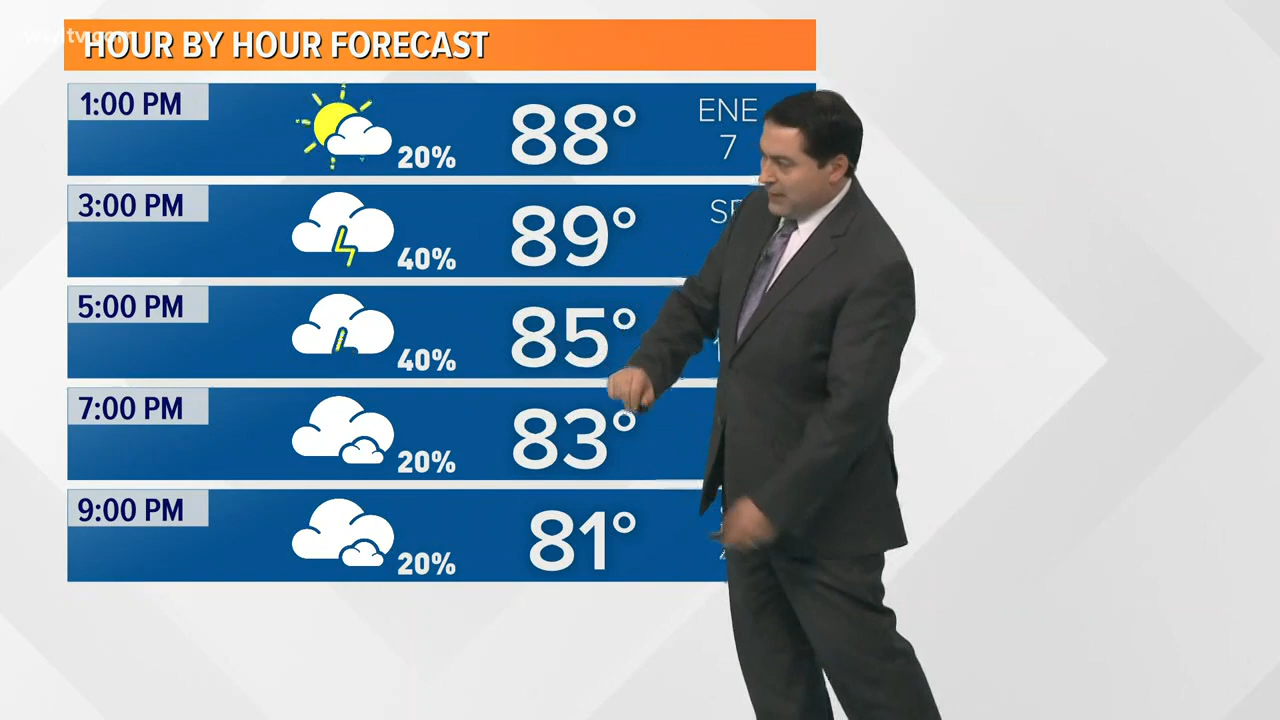 HOUR BY HOUR FORECAST
1:00 PM
20%
88°
ENE
7
3:00 PM
40%
89°
5:00 PM
40%
85°
7:00 PM
20%
83°
9:00 PM
20%
81°